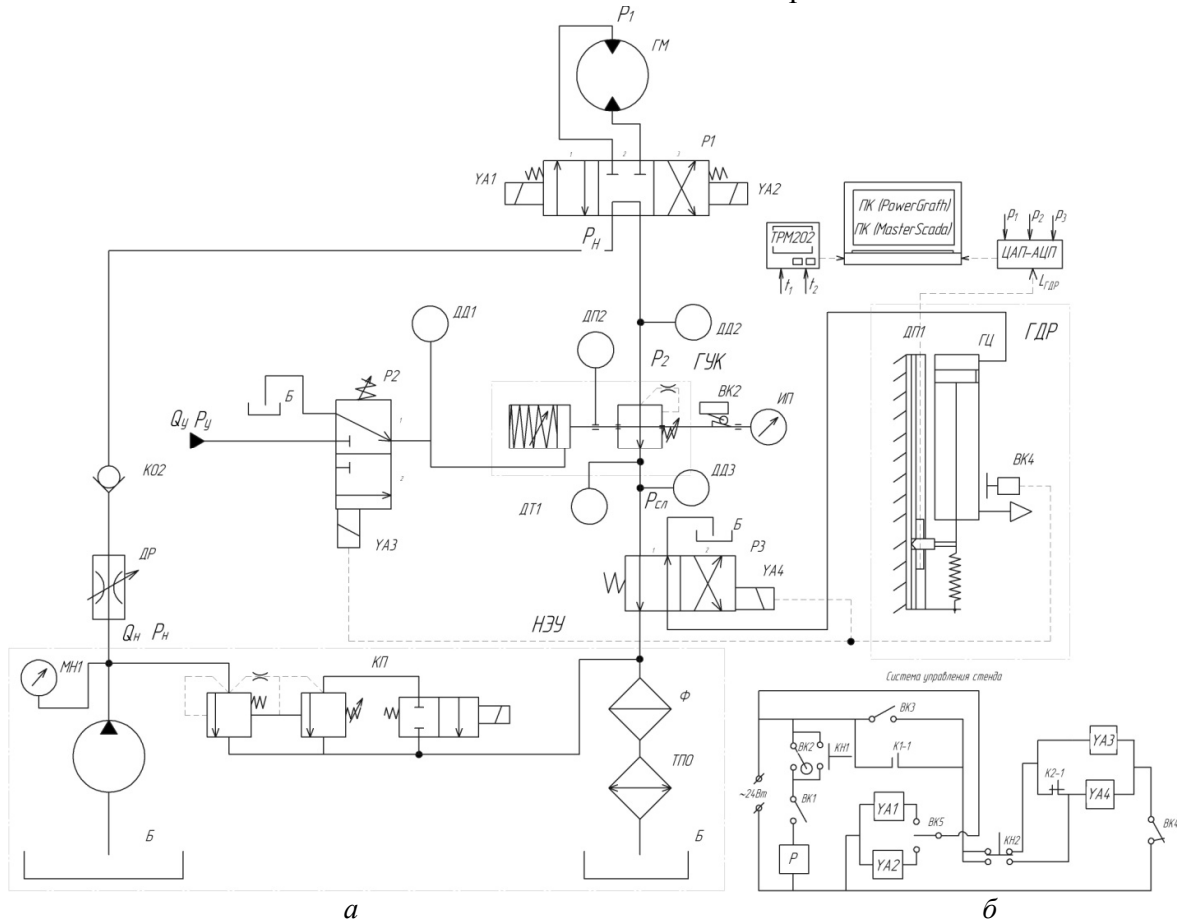 P1
ГМ
P1
1
2
3
YA1
YA2
Pн
ПК (PowerGrafh)
ПК (MasterScada)
ТРМ202
P1 P2 P3
ЦАП-АЦП
t1 t2
LГДР
ДД1
ДП2
ДД2
ДП1
ГЦ
ГДР
P2
ГУК
P2
Б
ВК2
ИП
Qу Pу
1
2
КО2
ДТ1
Pсл
ДД3
ВК4
Б
P3
1
2
YA3
YA4
ДР
НЭУ
Qн Pн
МН1
КП
Ф
ТПО
Б
Б
Система управления стенда
ВК3
ВК2
КН1
К1-1
YA3
К2-1
YA4
~24Вт
ВК1
YA1
ВК5
ВК4
P
YA2
КН2
а
б